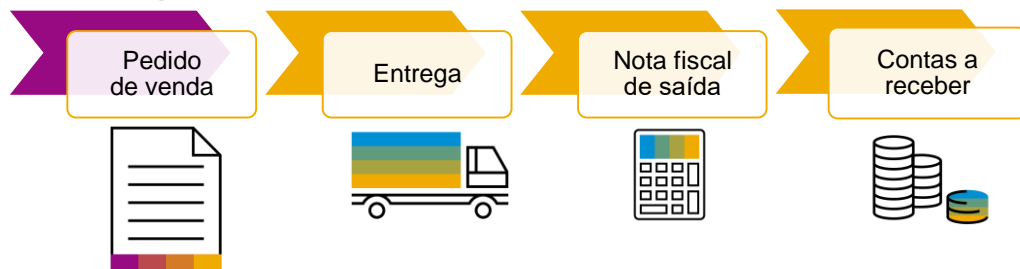 Pedido
de venda
Entrega
Nota fiscal
de saída
Contas a
receber